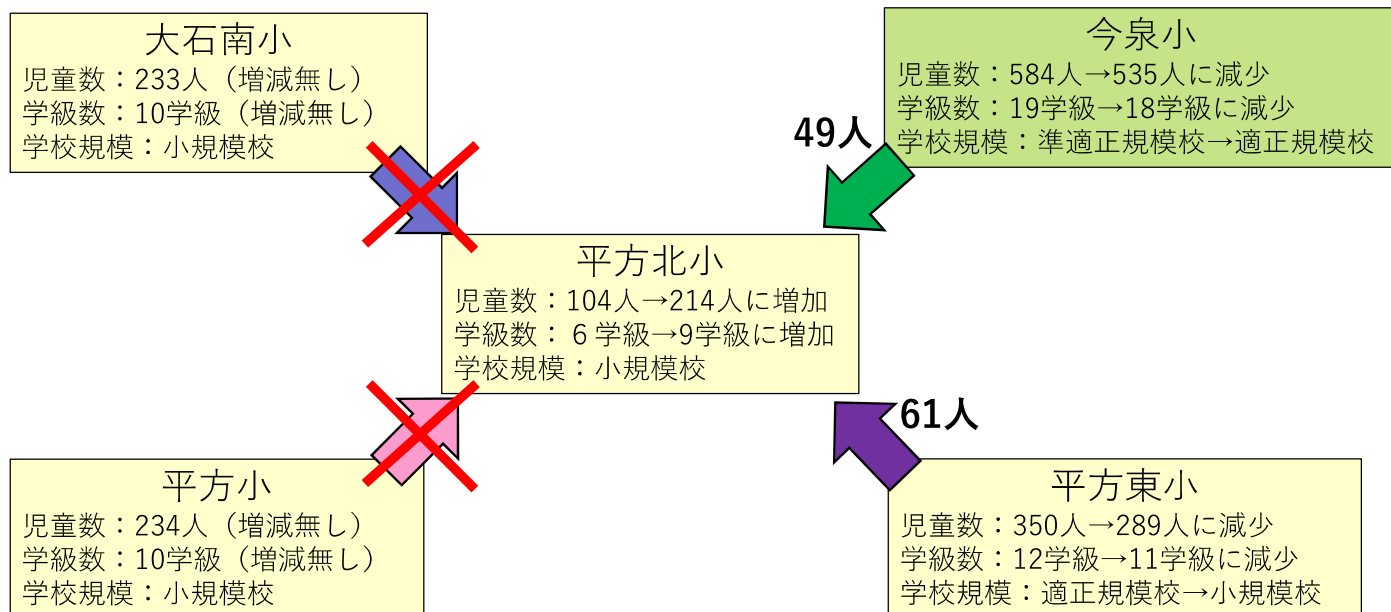 大石南小
児童数：233人（増減無し）
学級数：10学級（増減無し）
学校規模：小規模校
今泉小
児童数：584人→535人に減少
学級数：19学級→18学級に減少
学校規模：準適正規模校→適正規模校
49人
平方北小
児童数：104人→214人に増加
学級数：６学級→9学級に増加
学校規模：小規模校
61人
平方小
児童数：234人（増減無し）
学級数：10学級（増減無し）
学校規模：小規模校
平方東小
児童数：350人→289人に減少
学級数：12学級→11学級に減少
学校規模：適正規模校→小規模校